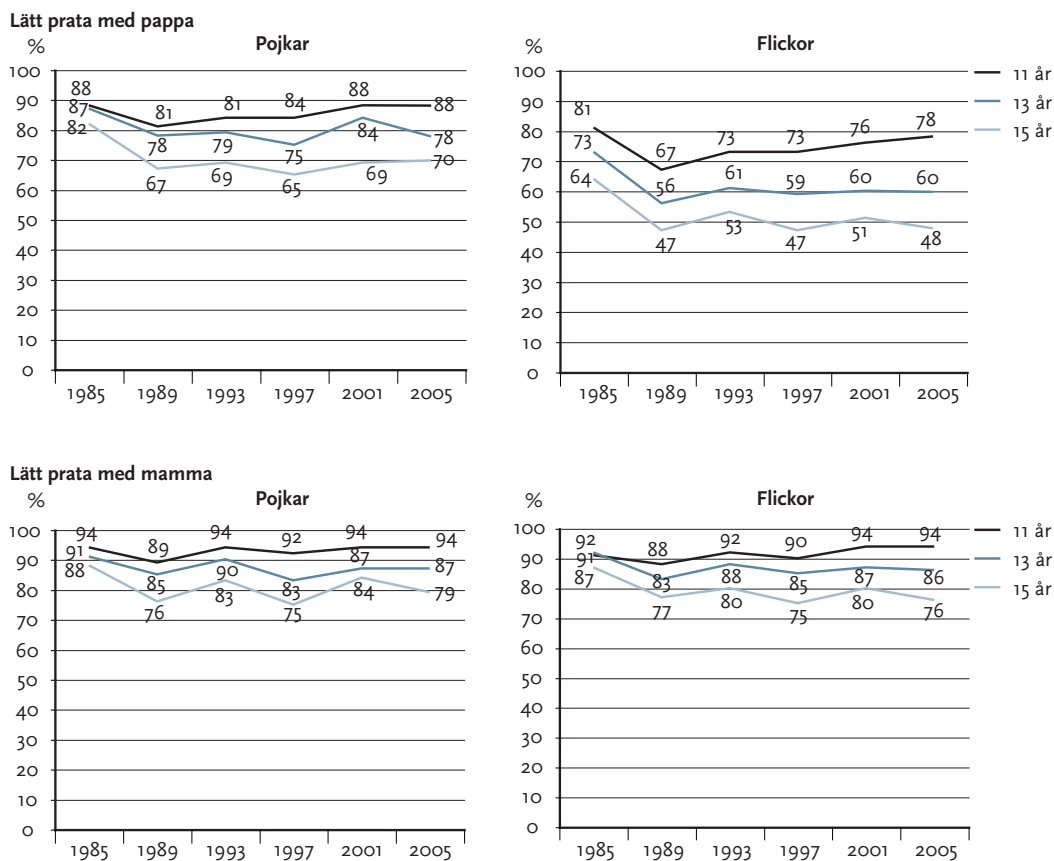 Lätt prata med pappa
% Pojkar
100
90
80
70
60
50
40
30
20
10
0
88 81 81 84 88 88
87 78 79 75 84 78
82 67 69 65 69 70
1985 1989 1993 1997 2001 2005
% Flickor
100
90
80
70
60
50
40
30
20
10
0
81 67 73 73 76 78
73 56 61 59 60 60
64 47 53 47 51 48
1985 1989 1993 1997 2001 2005
11 år
13 år
15 år
Lätt prata med mamma
% Pojkar
100
90
80
70
60
50
40
30
20
10
0
94 89 94 92 94 94
91 85 90 83 87 87
88 76 83 75 84 79
1985 1989 1993 1997 2001 2005
% Flickor
100
90
80
70
60
50
40
30
20
10
0
92 88 92 90 94 94
91 83 88 85 87 86
87 77 80 75 80 76
1985 1989 1993 1997 2001 2005
11 år
13 år
15 år